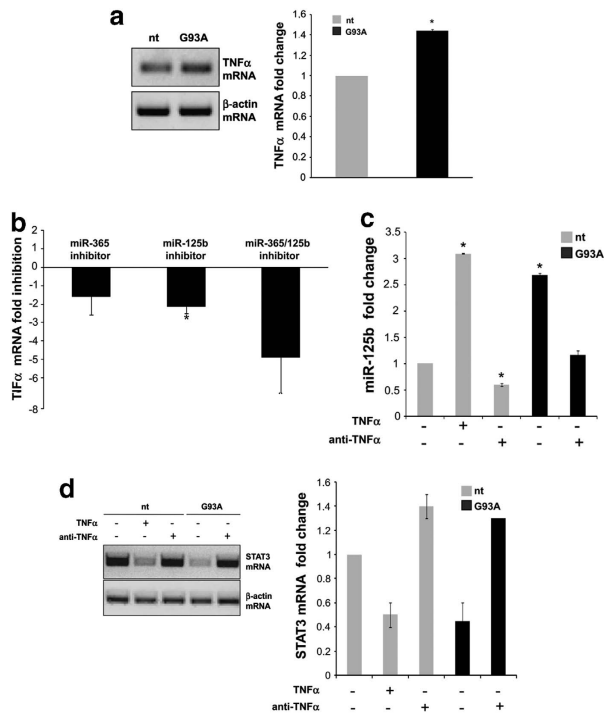 a
nt G93A
TNFα
mRNA
β-actin
mRNA
TNFα mRNA fold change
1.6
1.4
1.2
1
0.8
0.6
0.4
0.2
0
nt
G93A
*
b
TIFα mRNA fold inhibition
2
1
0
-1
-2
-3
-4
-5
-6
-8
miR-365
inhibitor
miR-125b
inhibitor
miR-365/125b
inhibitor
*
c
miR-125b fold change
3.5
3
2.5
2
1.5
1
0.5
0
nt
G93A
* * *
TNFα - + - - -
anti-TNFα - - + - +
d
nt G93A
TNFα - + - - -
anti-TNFα - - + - +
STAT3
mRNA
β-actin
mRNA
STAT3 mRNA fold change
1.6
1.4
1.2
1
0.8
0.6
0.4
0.2
0
nt
G93A
TNFα - + - - -
anti-TNFα - - + - +